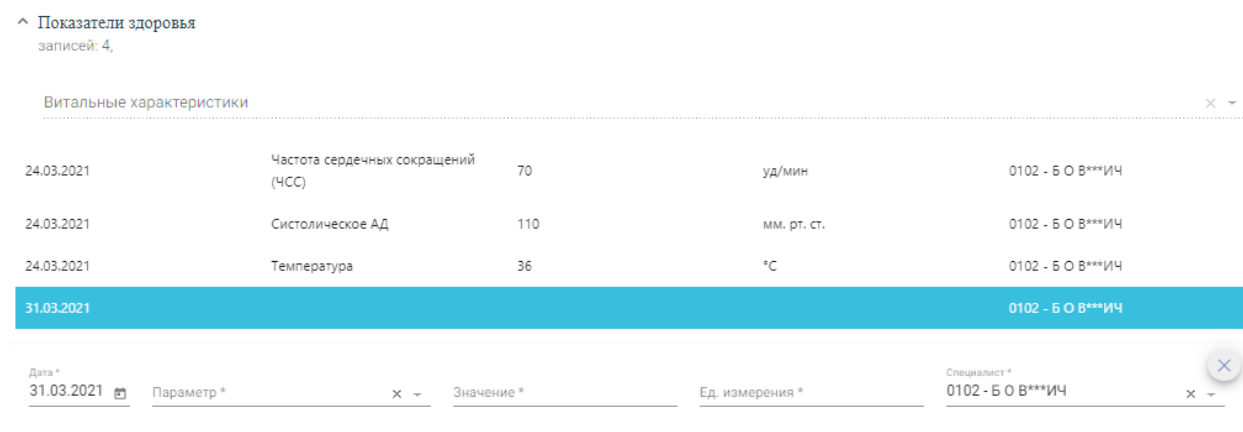 Показатели здоровья
записей: 4,
Витальные характеристики
24.03.2021 Частота сердечных сокращений (ЧСС) 70 уд/мин 0102 - Б О В***ИЧ
24.03.2021 Систолическое АД 110 мм. рт. ст. 0102 - Б О В***ИЧ
24.03.2021 Температура 36 °C 0102 - Б О В***ИЧ
31.03.2021 0102 - Б О В***ИЧ
Дата * Специалист *
31.03.2021 Параметр * Значение * Ед. измерения * 0102 - Б О В***ИЧ